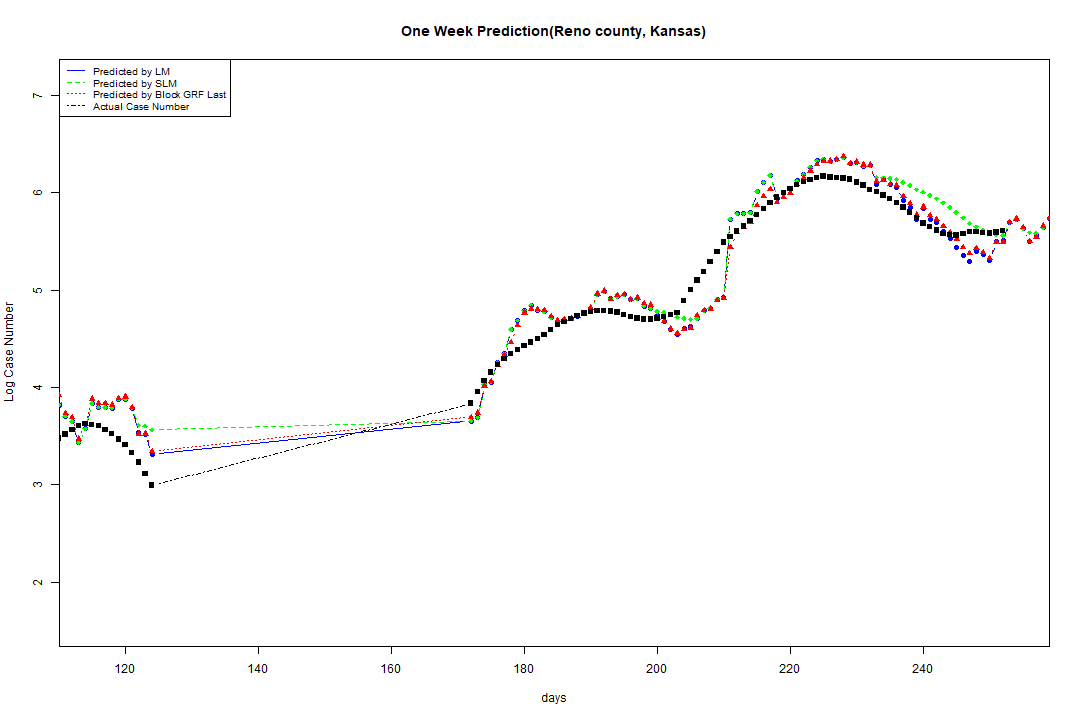 One Week Prediction(Reno county, Kansas)
Predicted by LM
Predicted by SLM
Predicted by Block GRF Last
Actual Case Number
7
6
5
4
3
2
Log Case Number
120 140 160 180 200 220 240
days